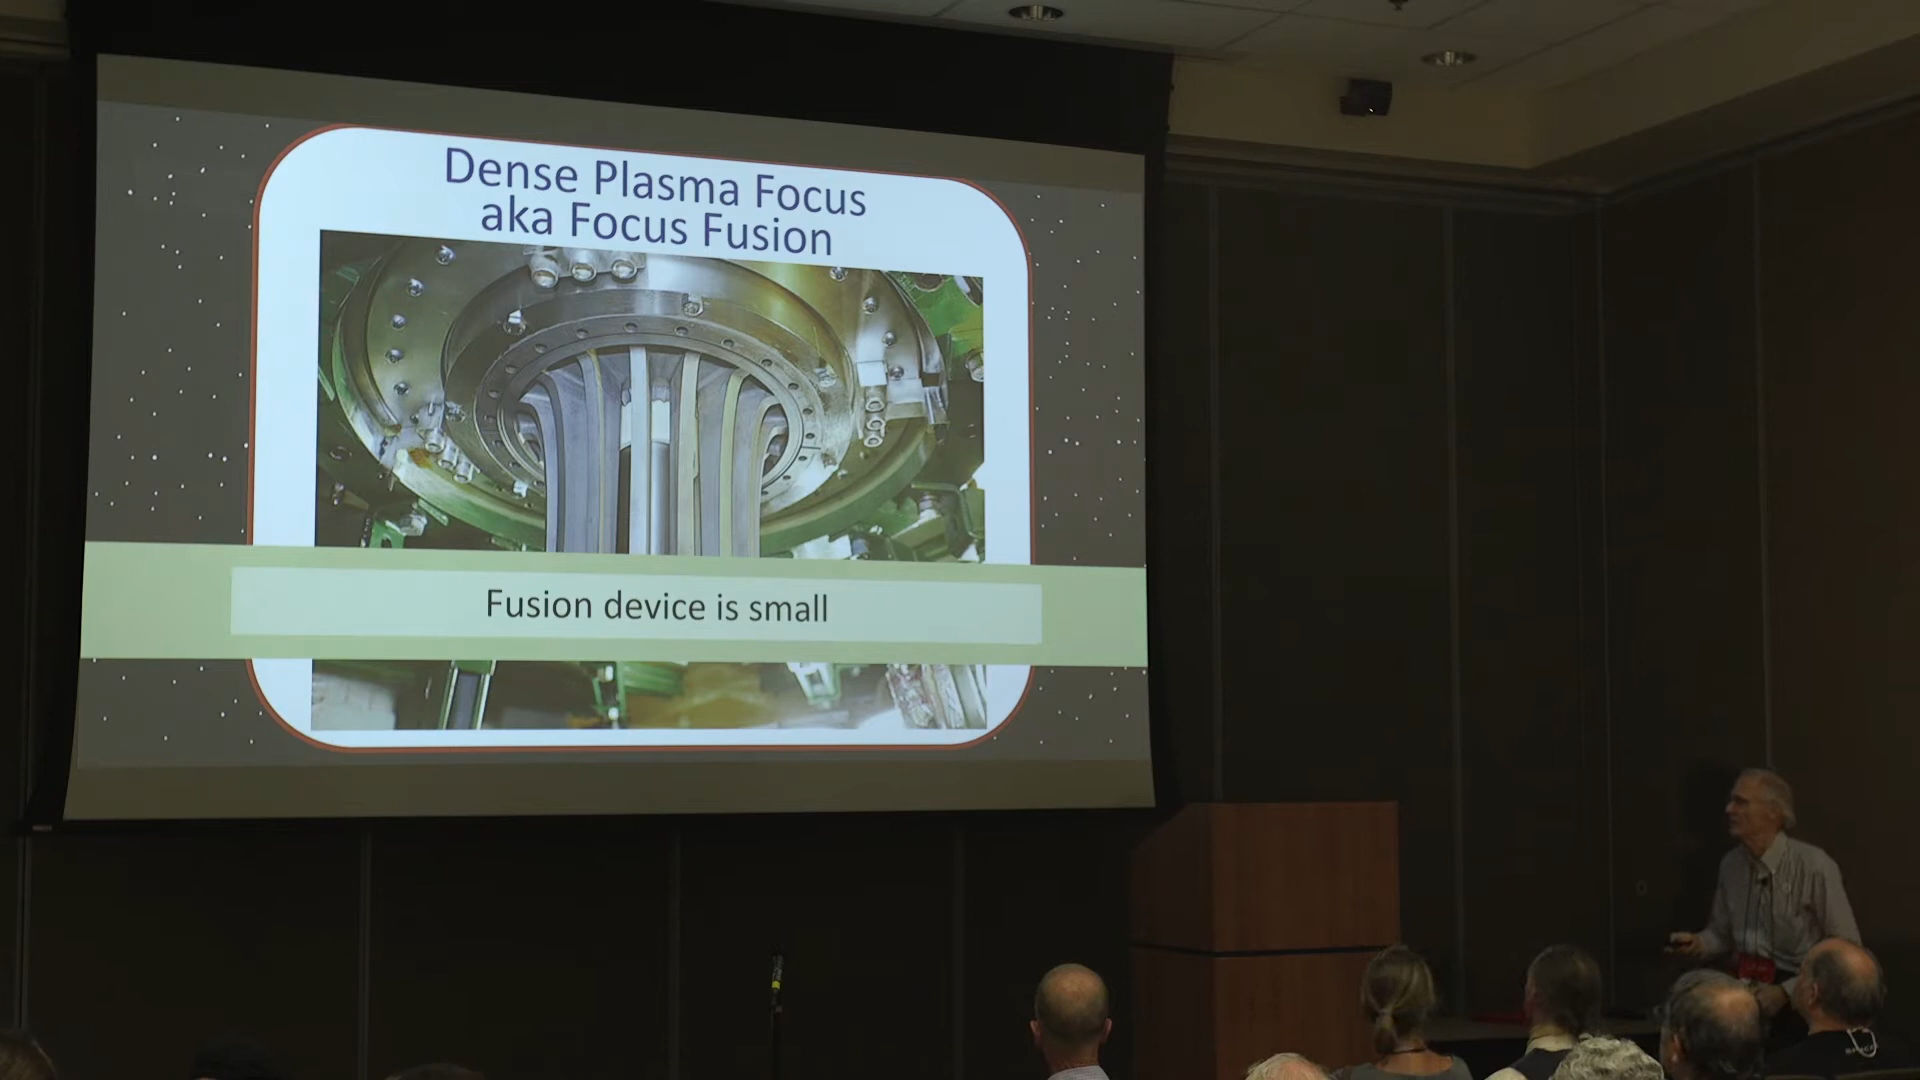 Dense Plasma Focus
aka Focus Fusion
Fusion device is small